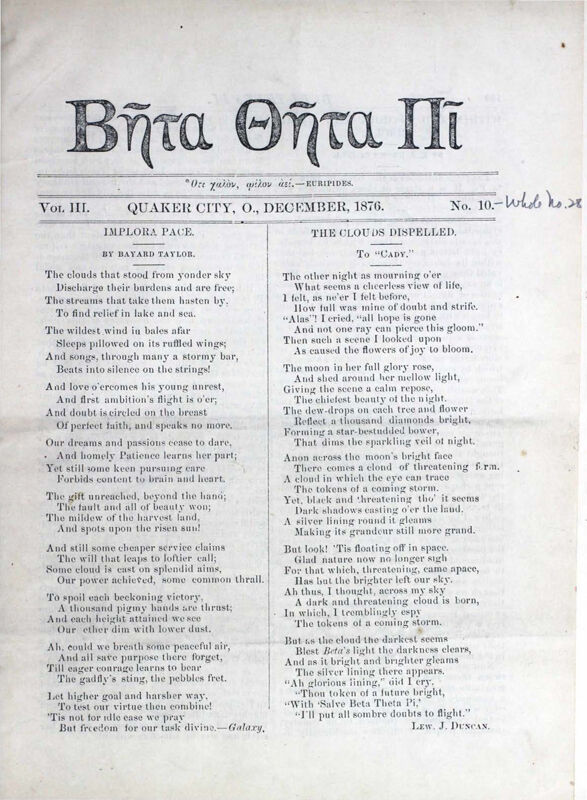 Βῆτα Θῆτα Πῖ
Ὅτι χαλὸν, φίλον ἀεί.—EURIPIDES.
VOL III. QUAKER CITY, O., DECEMBER, 1876. No. 10.—Whole No. 28
IMPLORA PACE.
BY BAYARD TAYLOR.
The clouds that stood from yonder sky
Discharge their burdens and are free;
The streams that take them hasten by,
To find relief in lake and sea.
The wildest wind in bales afar
Sleeps pillowed on its ruffled wings;
And songs, through many a stormy bar,
Beats into silence on the strings!
And love o'ercomes his young unrest,
And first ambition's flight is o'er;
And doubt is circled on the breast
Of perfect faith, and speaks no more.
Our dreams and passions cease to dare,
And homely Patience learns her part;
Yet still some keen pursuing care
Forbids content to brain and heart.
The gift unreached, beyond the hand;
The fault and all of beauty won;
The mildew of the harvest land,
And spots upon the risen sun!
And still some cheaper service claims
The will that leaps to loftier call;
Some cloud is cast on splendid aims,
Our power achieved, some common thrall.
To spoil each beckoning victory,
A thousand pigmy hands are thrust;
And each height attained we see
Our ether dim with lower dust.
Ah, could we breath some peaceful air,
And all save purpose there forget,
Till eager courage learns to bear
The gadfly's sting, the pebbles fret.
Let higher goal and harsher way,
To test our virtue then combine!
'Tis not for idle ease we pray
But freedom for our task divine.—Galaxy.
THE CLOUDS DISPELLED.
To "CADY."
The other night as mourning o'er
What seems a cheerless view of life,
I felt, as ne'er I felt before,
How full was mine of doubt and strife.
"Alas"! I cried, "all hope is gone
And not one ray can pierce this gloom."
Then such a scene I looked upon
As caused the flowers of joy to bloom.
The moon in her full glory rose,
And shed around her mellow light,
Giving the scene a calm repose,
The chiefest beauty of the night.
The dew-drops on each tree and flower
Reflect a thousand diamonds bright,
Forming a star-bestudded bower,
That dims the sparkling veil of night.
Anon across the moon's bright face
There comes a cloud of threatening form.
A cloud in which the eye can trace
The tokens of a coming storm.
Yet, black and threatening tho' it seems
Dark shadows casting o'er the land.
A silver lining round it gleams
Making its grandeur still more grand.
But look! 'Tis floating off in space.
Glad nature now no longer sigh
For that which, threatening, came apace,
Has but the brighter left our sky.
Ah thus, I thought, across my sky
A dark and threatening cloud is born,
In which, I tremblingly espy
The tokens of a coming storm.
But as the cloud the darkest seems
Blest Beta's light the darkness clears,
And as it bright and brighter gleams
The silver lining there appears.
"Ah glorious lining," did I cry,
"Thou token of a future bright,
"With 'Salve Beta Theta Pi,'
"I'll put all sombre doubts to flight."
LEW. J. DUNCAN.